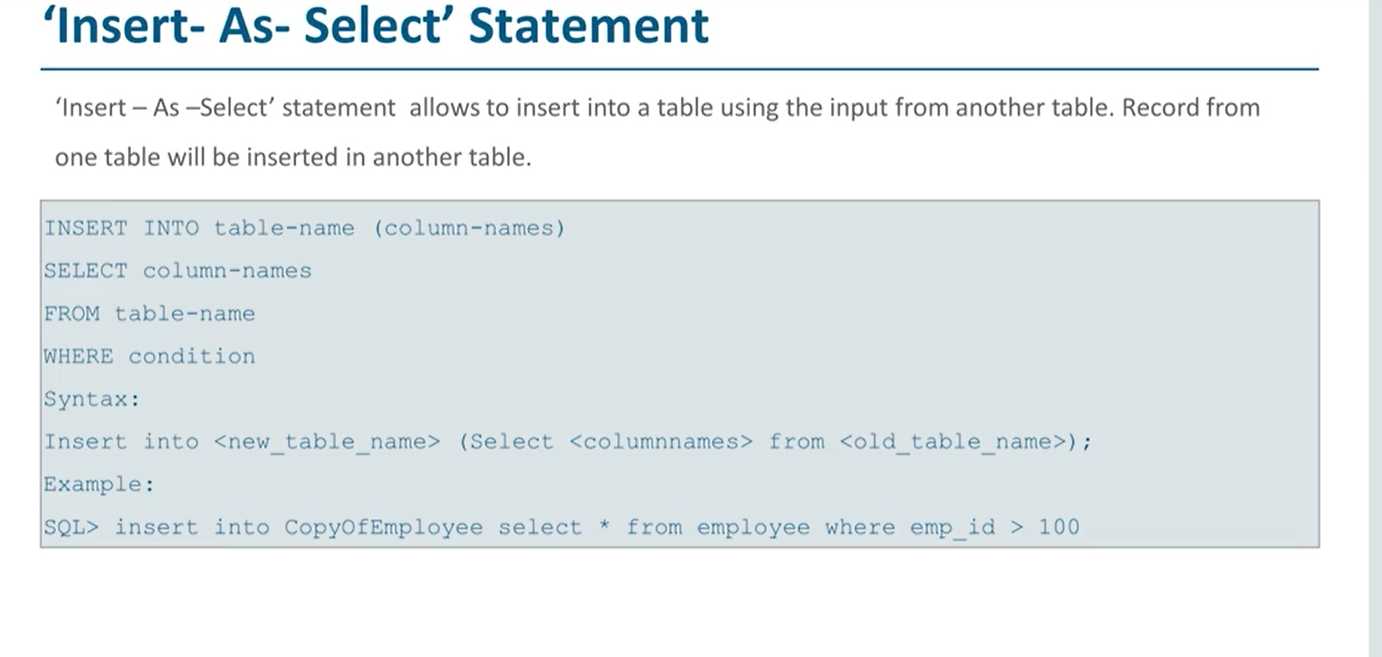 ‘Insert- As- Select’ Statement
‘Insert – As –Select’ statement  allows to insert into a table using the input from another table. Record from
one table will be inserted in another table.
INSERT INTO table-name (column-names)
SELECT column-names
FROM table-name
WHERE condition
Syntax:
Insert into <new_table_name> (Select <columnnames> from <old_table_name>);
Example:
SQL> insert into CopyOfEmployee select * from employee where emp_id > 100